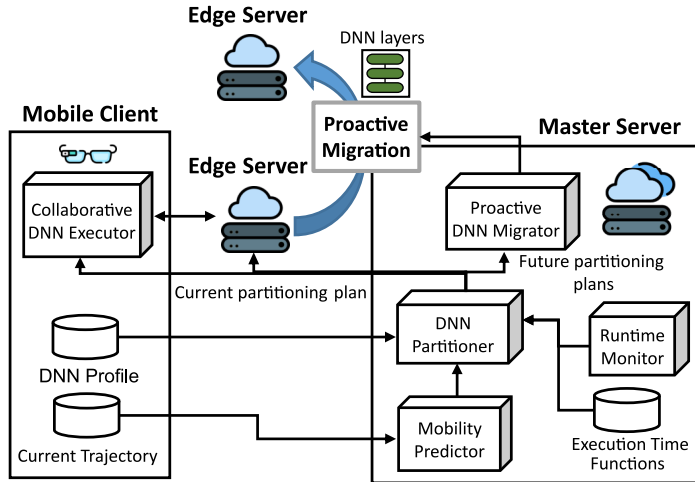 Edge Server
DNN layers
Mobile Client
Proactive
Migration
Master Server
Edge Server
Collaborative
DNN Executor
Proactive
DNN Migrator
Current partitioning plan
Future partitioning
plans
DNN
Partitioner
Runtime
Monitor
DNN Profile
Current Trajectory
Mobility
Predictor
Execution Time
Functions